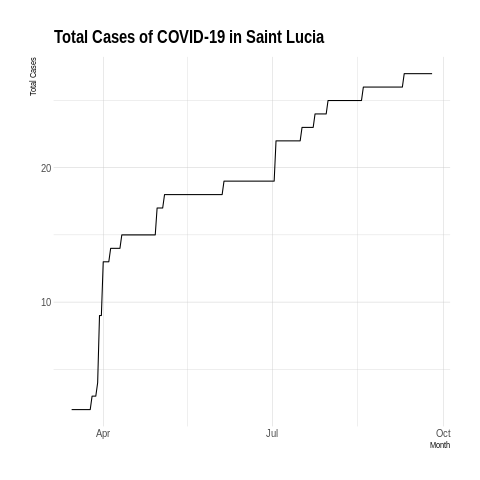 Total Cases of COVID-19 in Saint Lucia
Total Cases
20
10
Apr Jul Oct
Month